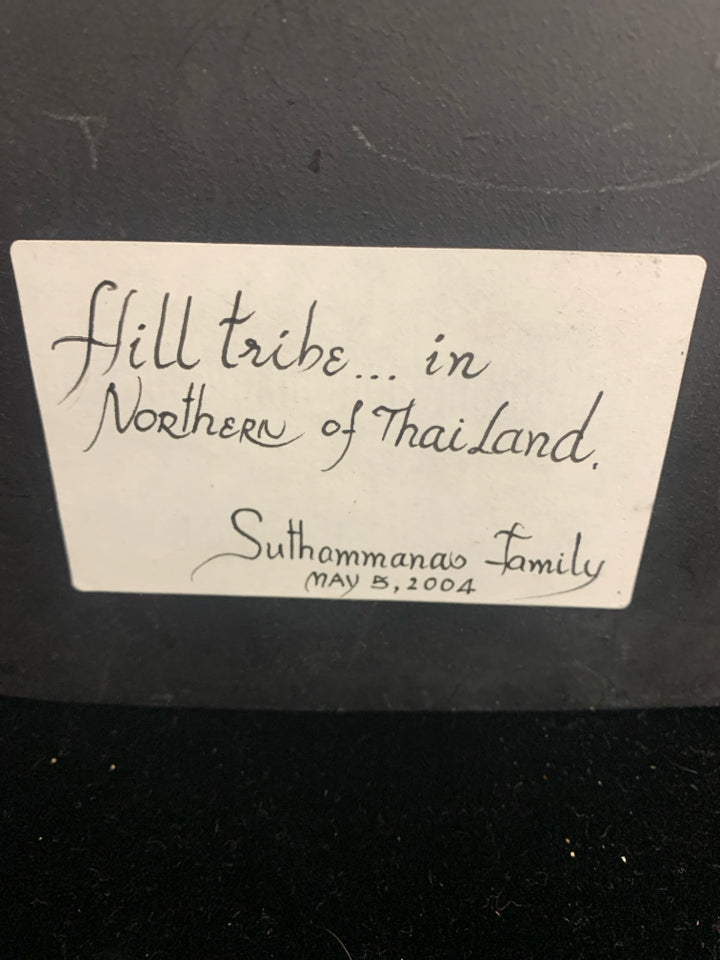 Hill tribe... in
Northern of Thailand.
Suthammanas Family
MAY 5, 2004